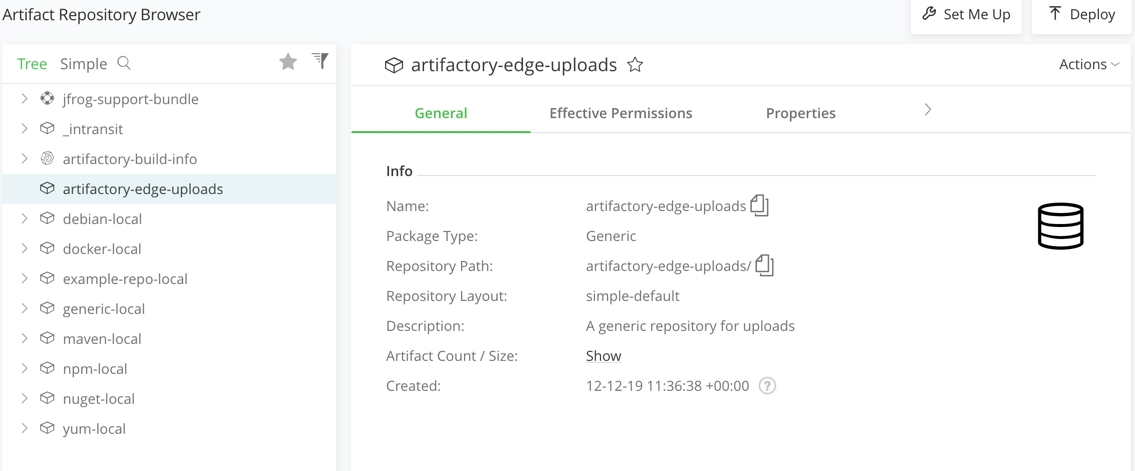 Artifact Repository Browser
Set Me Up
Deploy
Tree Simple
jfrog-support-bundle
_intransit
artifactory-build-info
artifactory-edge-uploads
debian-local
docker-local
example-repo-local
generic-local
maven-local
npm-local
nuget-local
yum-local
artifactory-edge-uploads
Actions
General Effective Permissions Properties
Info
Name: artifactory-edge-uploads
Package Type: Generic
Repository Path: artifactory-edge-uploads/
Repository Layout: simple-default
Description: A generic repository for uploads
Artifact Count / Size: Show
Created: 12-12-19 11:36:38 +00:00 ?